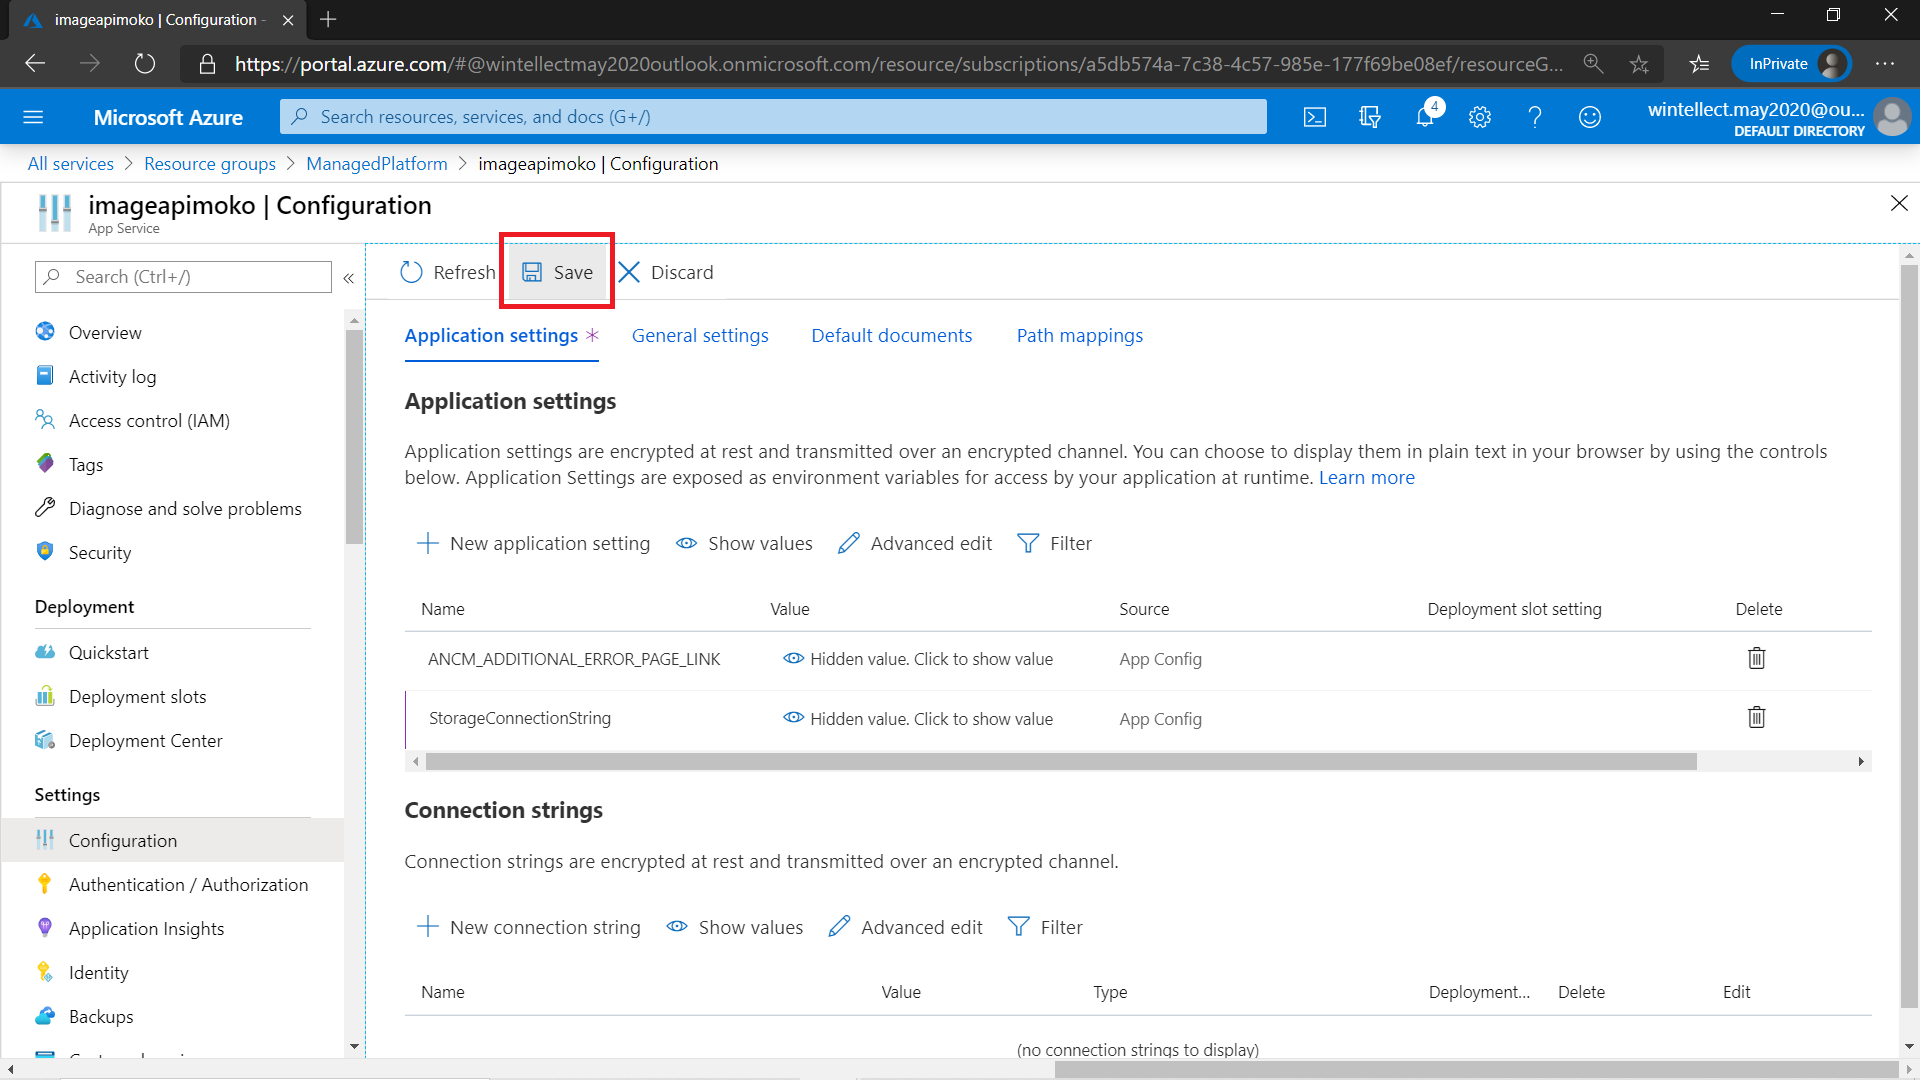 imageapimoko | Configuration -
https://portal.azure.com/#@wintellectmay2020outlook.onmicrosoft.com/resource/subscriptions/a5db574a-7c38-4c57-985e-177f69be08ef/resourceG...
InPrivate
Microsoft Azure
Search resources, services, and docs (G+/)
4
wintellect.may2020@ou...
DEFAULT DIRECTORY
All services > Resource groups > ManagedPlatform > imageapimoko | Configuration
imageapimoko | Configuration
App Service
Search (Ctrl+/)
Overview
Activity log
Access control (IAM)
Tags
Diagnose and solve problems
Security
Deployment
Quickstart
Deployment slots
Deployment Center
Settings
Configuration
Authentication / Authorization
Application Insights
Identity
Backups
Refresh Save Discard
Application settings * General settings Default documents Path mappings
Application settings
Application settings are encrypted at rest and transmitted over an encrypted channel. You can choose to display them in plain text in your browser by using the controls
below. Application Settings are exposed as environment variables for access by your application at runtime. Learn more
New application setting Show values Advanced edit Filter
Name Value Source Deployment slot setting Delete
ANCM_ADDITIONAL_ERROR_PAGE_LINK Hidden value. Click to show value App Config
StorageConnectionString Hidden value. Click to show value App Config
Connection strings
Connection strings are encrypted at rest and transmitted over an encrypted channel.
New connection string Show values Advanced edit Filter
Name Value Type Deployment... Delete Edit
(no connection strings to display)